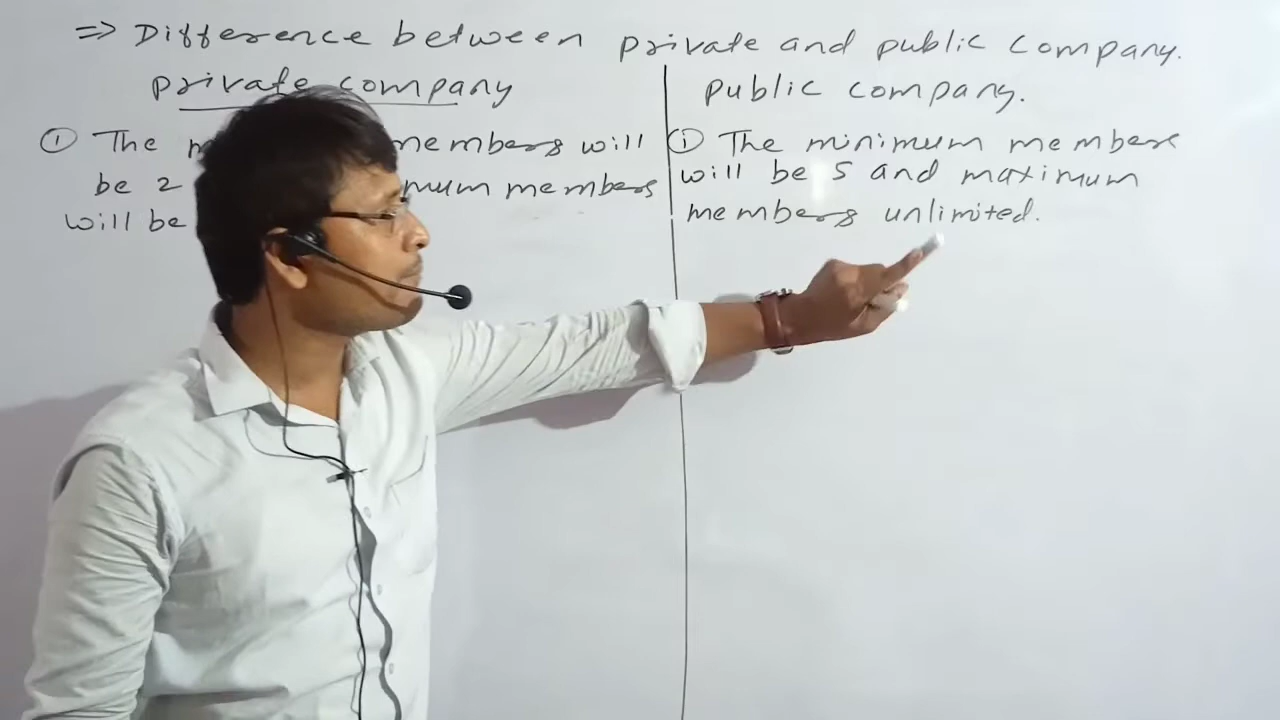 => Difference between private and public company.
private company
① The members will
be 2 mum members
will be
public company.
① The minimum members
will be 5 and maximum
members unlimited.